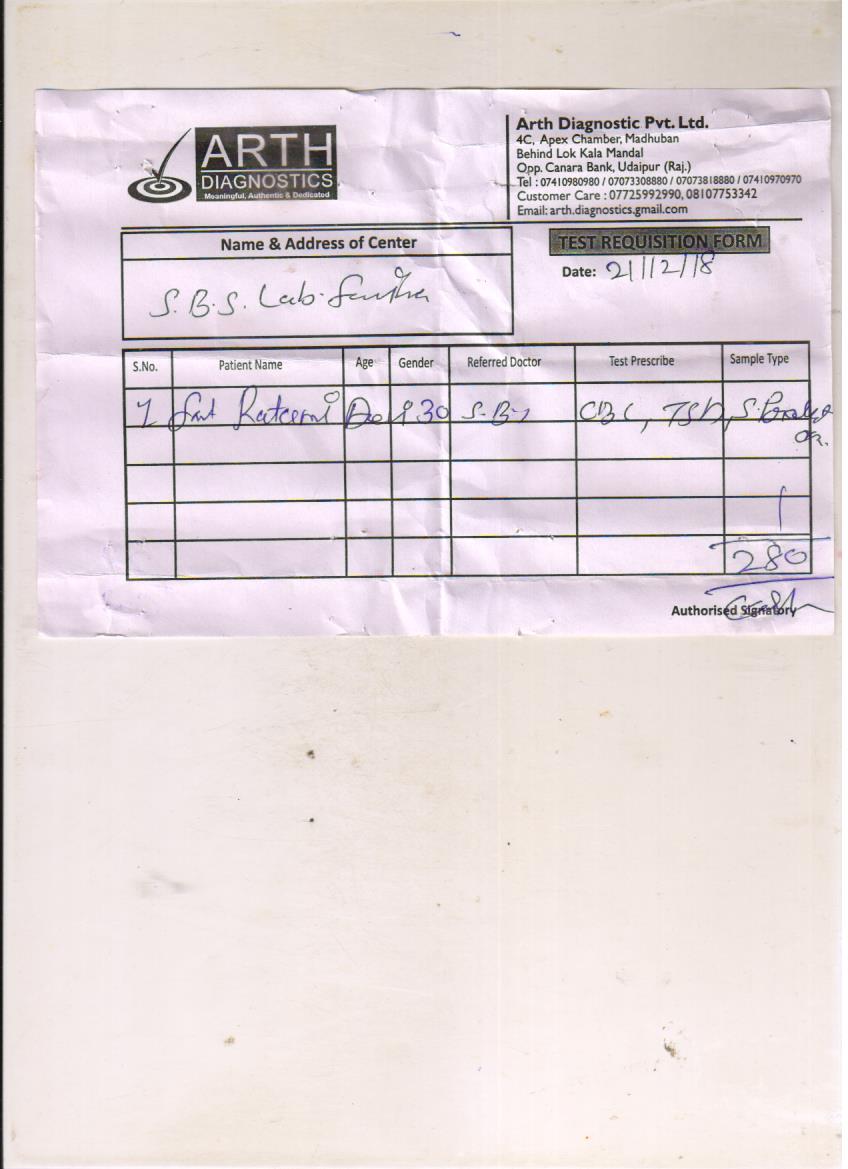 ARTH
DIAGNOSTICS
Meaningful, Authentic & Dedicated
Arth Diagnostic Pvt. Ltd.
4C, Apex Chamber, Madhuban
Behind Lok Kala Mandal
Opp. Canara Bank, Udaipur (Raj.)
Tel : 07410980980 / 07073308880 / 07073818880 / 07410970970
Customer Care : 07725992990, 08107753342
Email: arth.diagnostics.gmail.com
Name & Address of Center
TEST REQUISITION FORM
Date: 21/12/18
S.B.S. Lab.
S.No. Patient Name Age Gender Referred Doctor Test Prescribe Sample Type
1 Smt 30 CBC,
280
Authorised Signatory
Cash